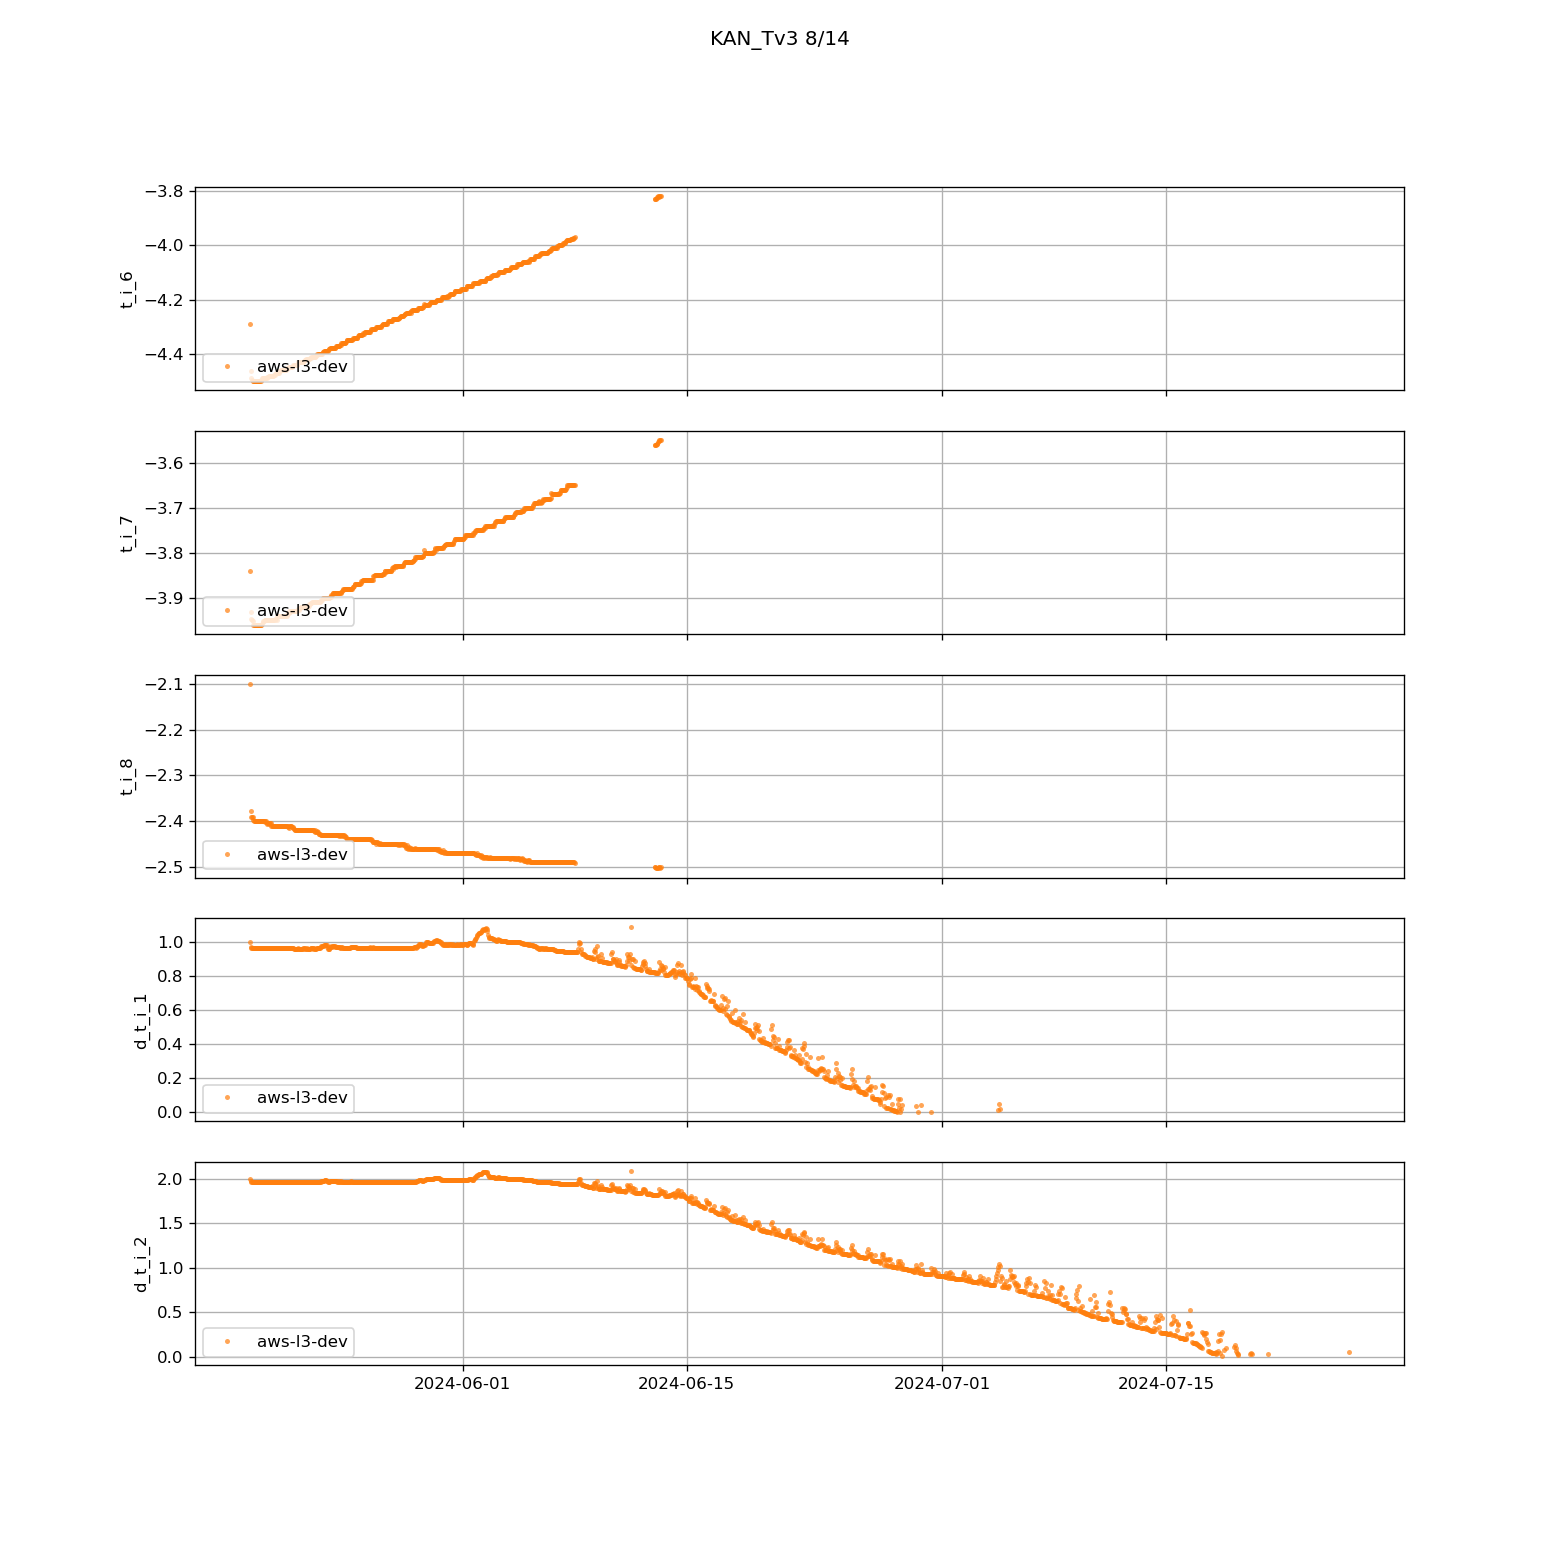 KAN_Tv3 8/14
−3.8
−4.0
−4.2
−4.4
t_i_6
aws-l3-dev
−3.6
−3.7
−3.8
−3.9
t_i_7
aws-l3-dev
−2.1
−2.2
−2.3
−2.4
−2.5
t_i_8
aws-l3-dev
1.0
0.8
0.6
0.4
0.2
0.0
d_t_i_1
aws-l3-dev
2.0
1.5
1.0
0.5
0.0
d_t_i_2
aws-l3-dev
2024-06-01 2024-06-15 2024-07-01 2024-07-15